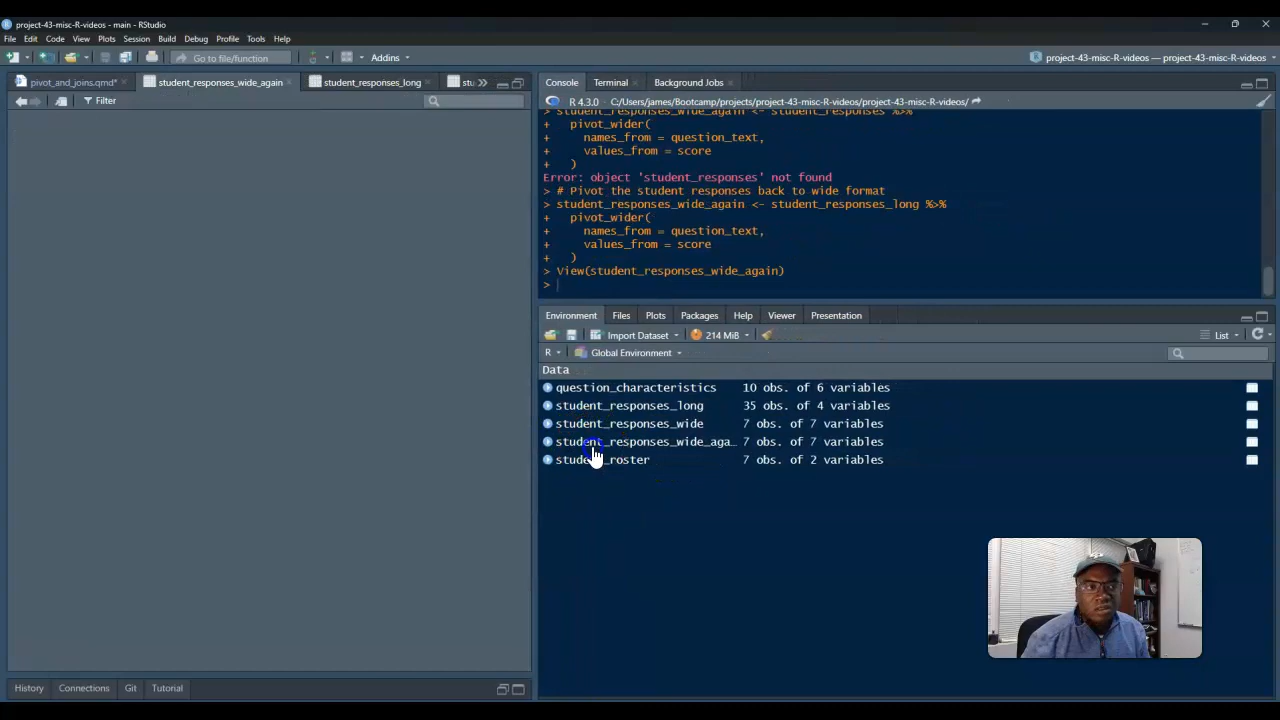 project-43-misc-R-videos - main - RStudio
File Edit Code View Plots Session Build Debug Profile Tools Help
Go to file/function Addins project-43-misc-R-videos — project-43-misc-R-videos
pivot_and_joins.qmd* student_responses_wide_again student_responses_long stu
Filter
Console Terminal Background Jobs
R 4.3.0 · C:/Users/james/Bootcamp/projects/project-43-misc-R-videos/project-43-misc-R-videos/
> student_responses_wide_again <- student_responses %>%
+ pivot_wider(
+ names_from = question_text,
+ values_from = score
+ )
Error: object 'student_responses' not found
> # Pivot the student responses back to wide format
> student_responses_wide_again <- student_responses_long %>%
+ pivot_wider(
+ names_from = question_text,
+ values_from = score
+ )
> View(student_responses_wide_again)
>
Environment Files Plots Packages Help Viewer Presentation
Import Dataset 214 MiB List
R Global Environment
Data
question_characteristics 10 obs. of 6 variables
student_responses_long 35 obs. of 4 variables
student_responses_wide 7 obs. of 7 variables
student_responses_wide_aga… 7 obs. of 7 variables
student_roster 7 obs. of 2 variables
History Connections Git Tutorial